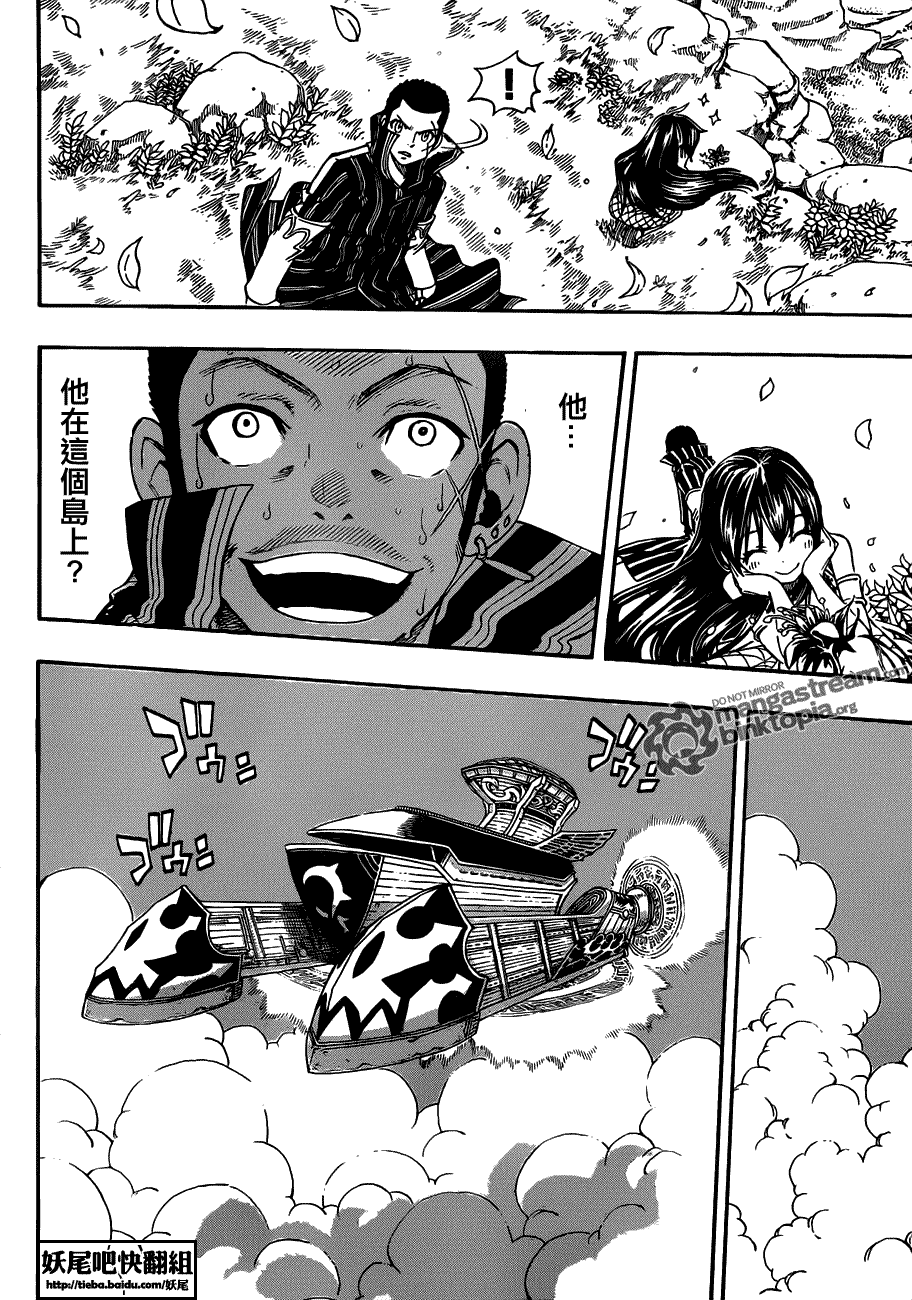 !
他…
他在這個島上?
DO NOT MIRROR
mangastream.com
binktopia.org
ゴゥン
ゴゥン
ゴゥン
妖尾吧快翻組
http://tieba.baidu.com/妖尾